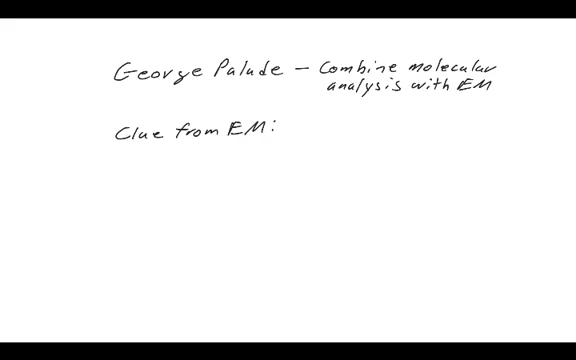 George Palade – Combine molecular
analysis with EM
Clue from EM: